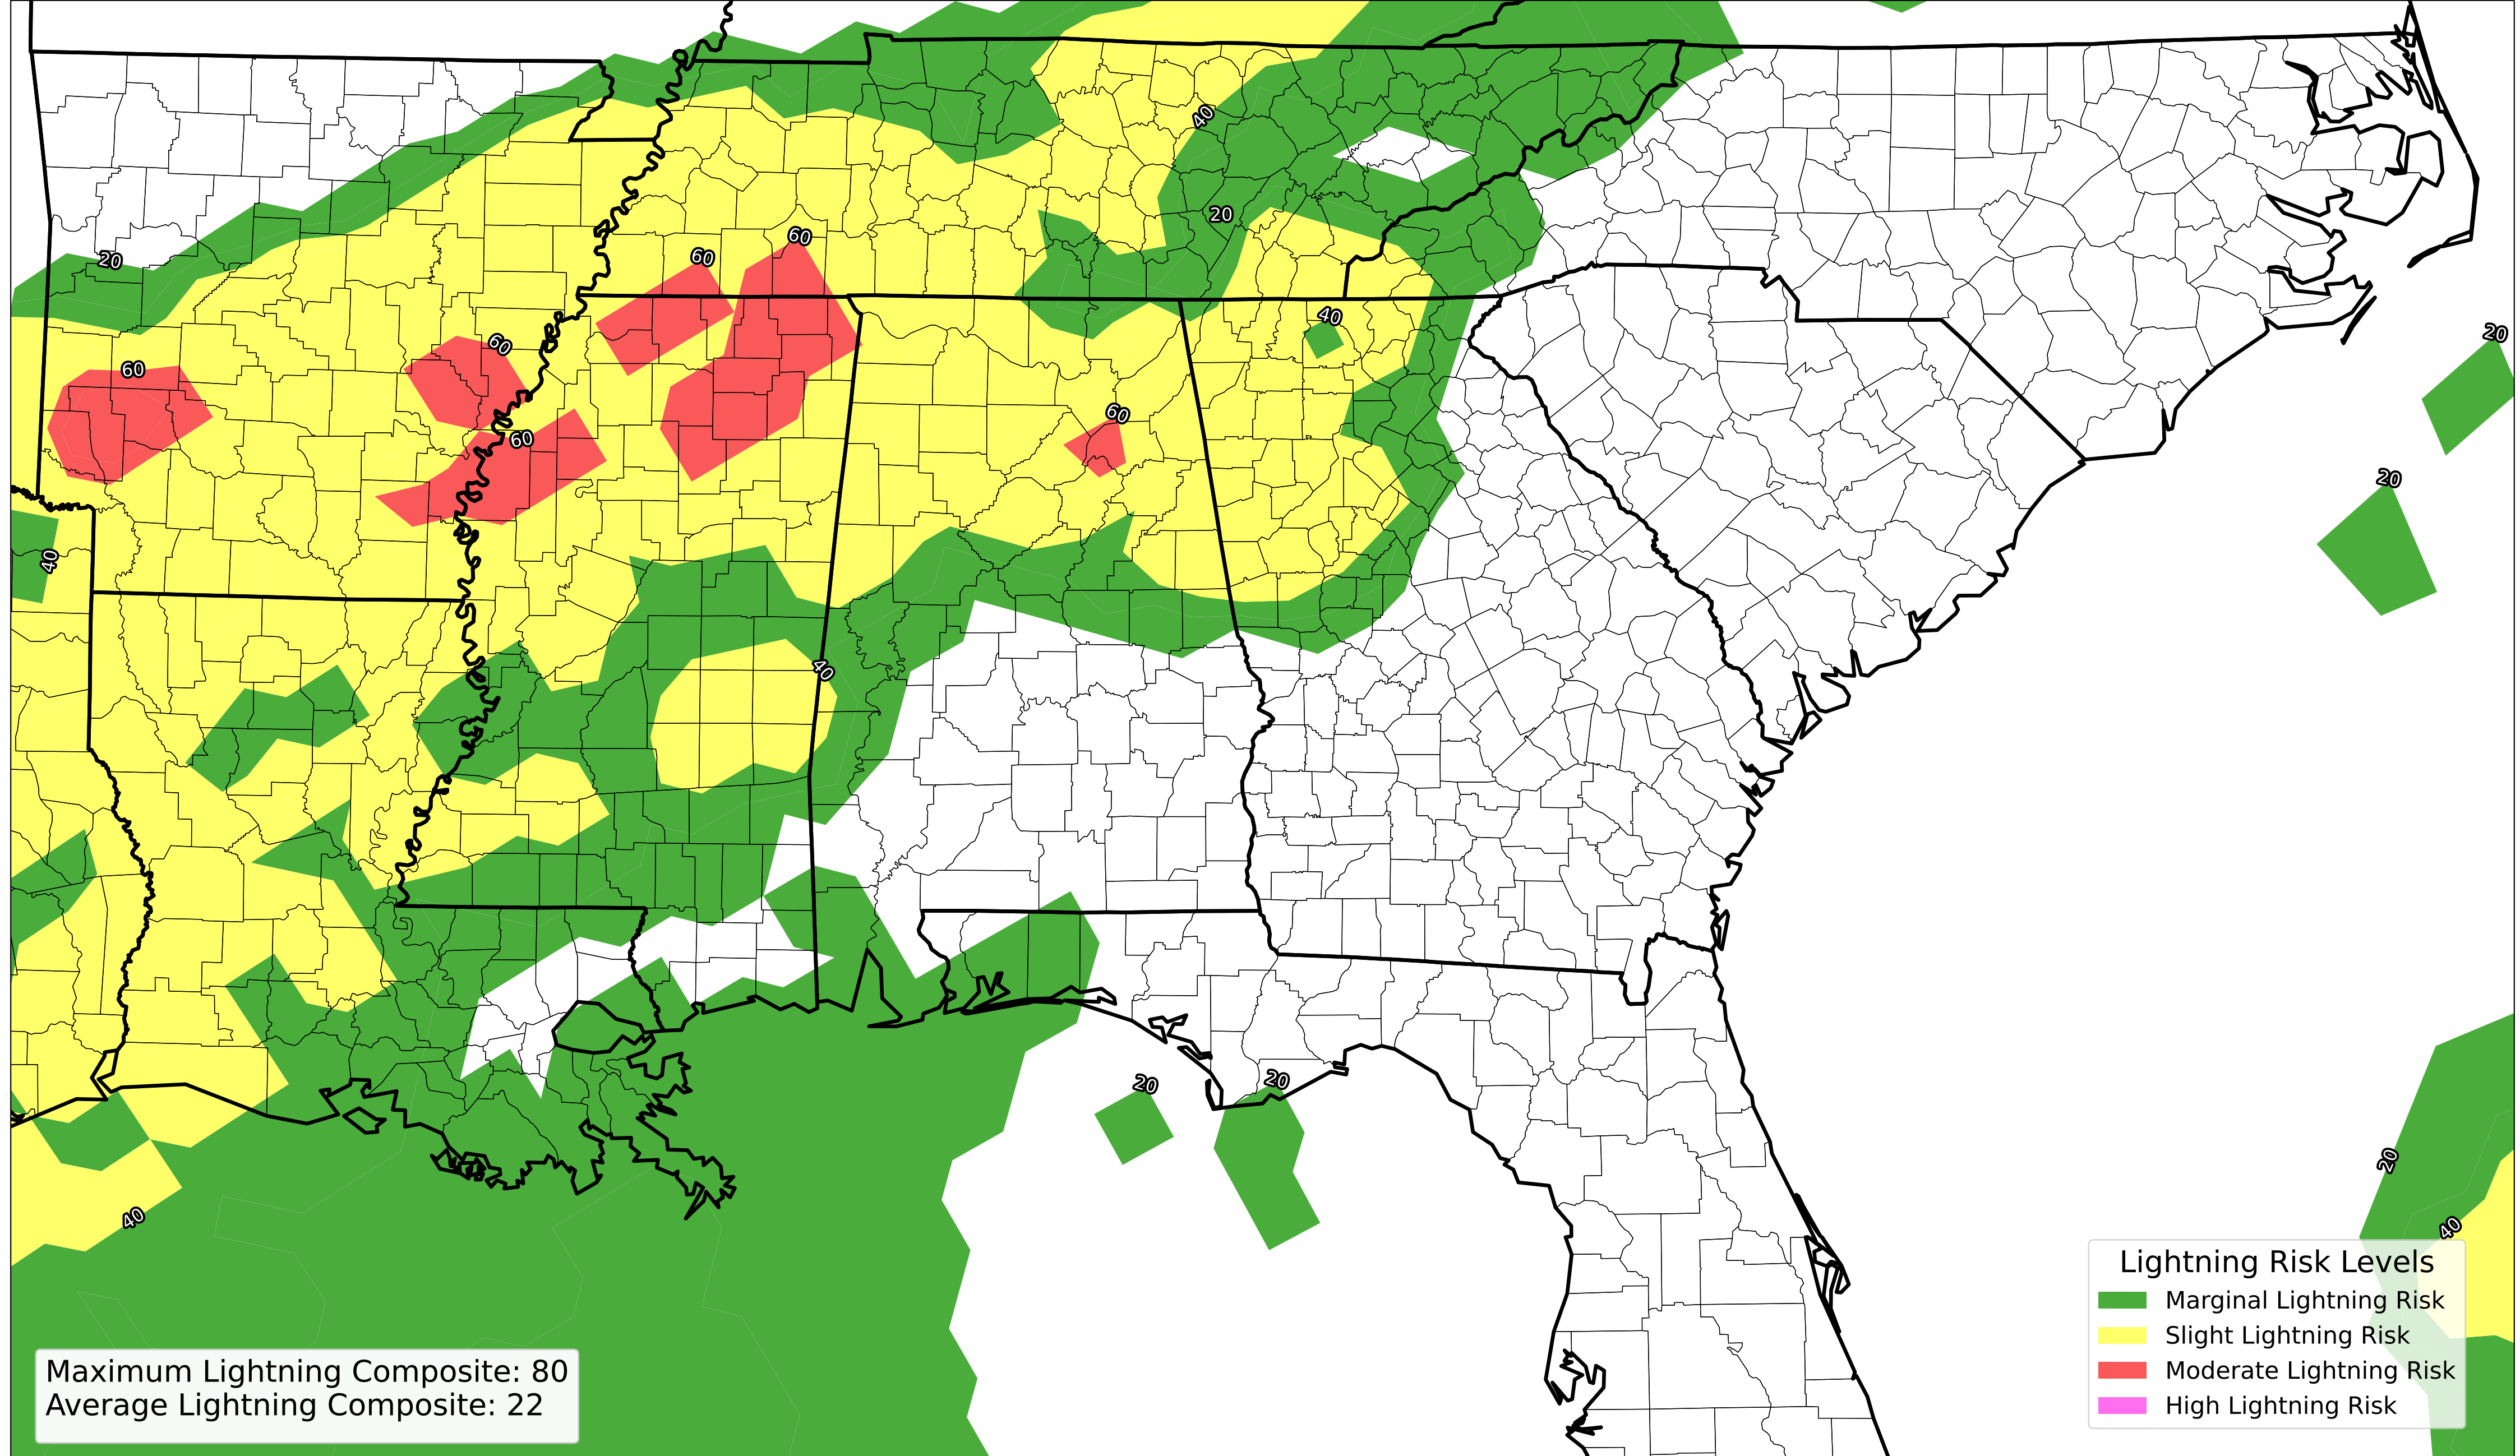 40
20
60
60
20
40
20
60
60
60
60
20
40
40
20
20
20
40
40
Lightning Risk Levels
Marginal Lightning Risk
Slight Lightning Risk
Moderate Lightning Risk
High Lightning Risk
Maximum Lightning Composite: 80
Average Lightning Composite: 22